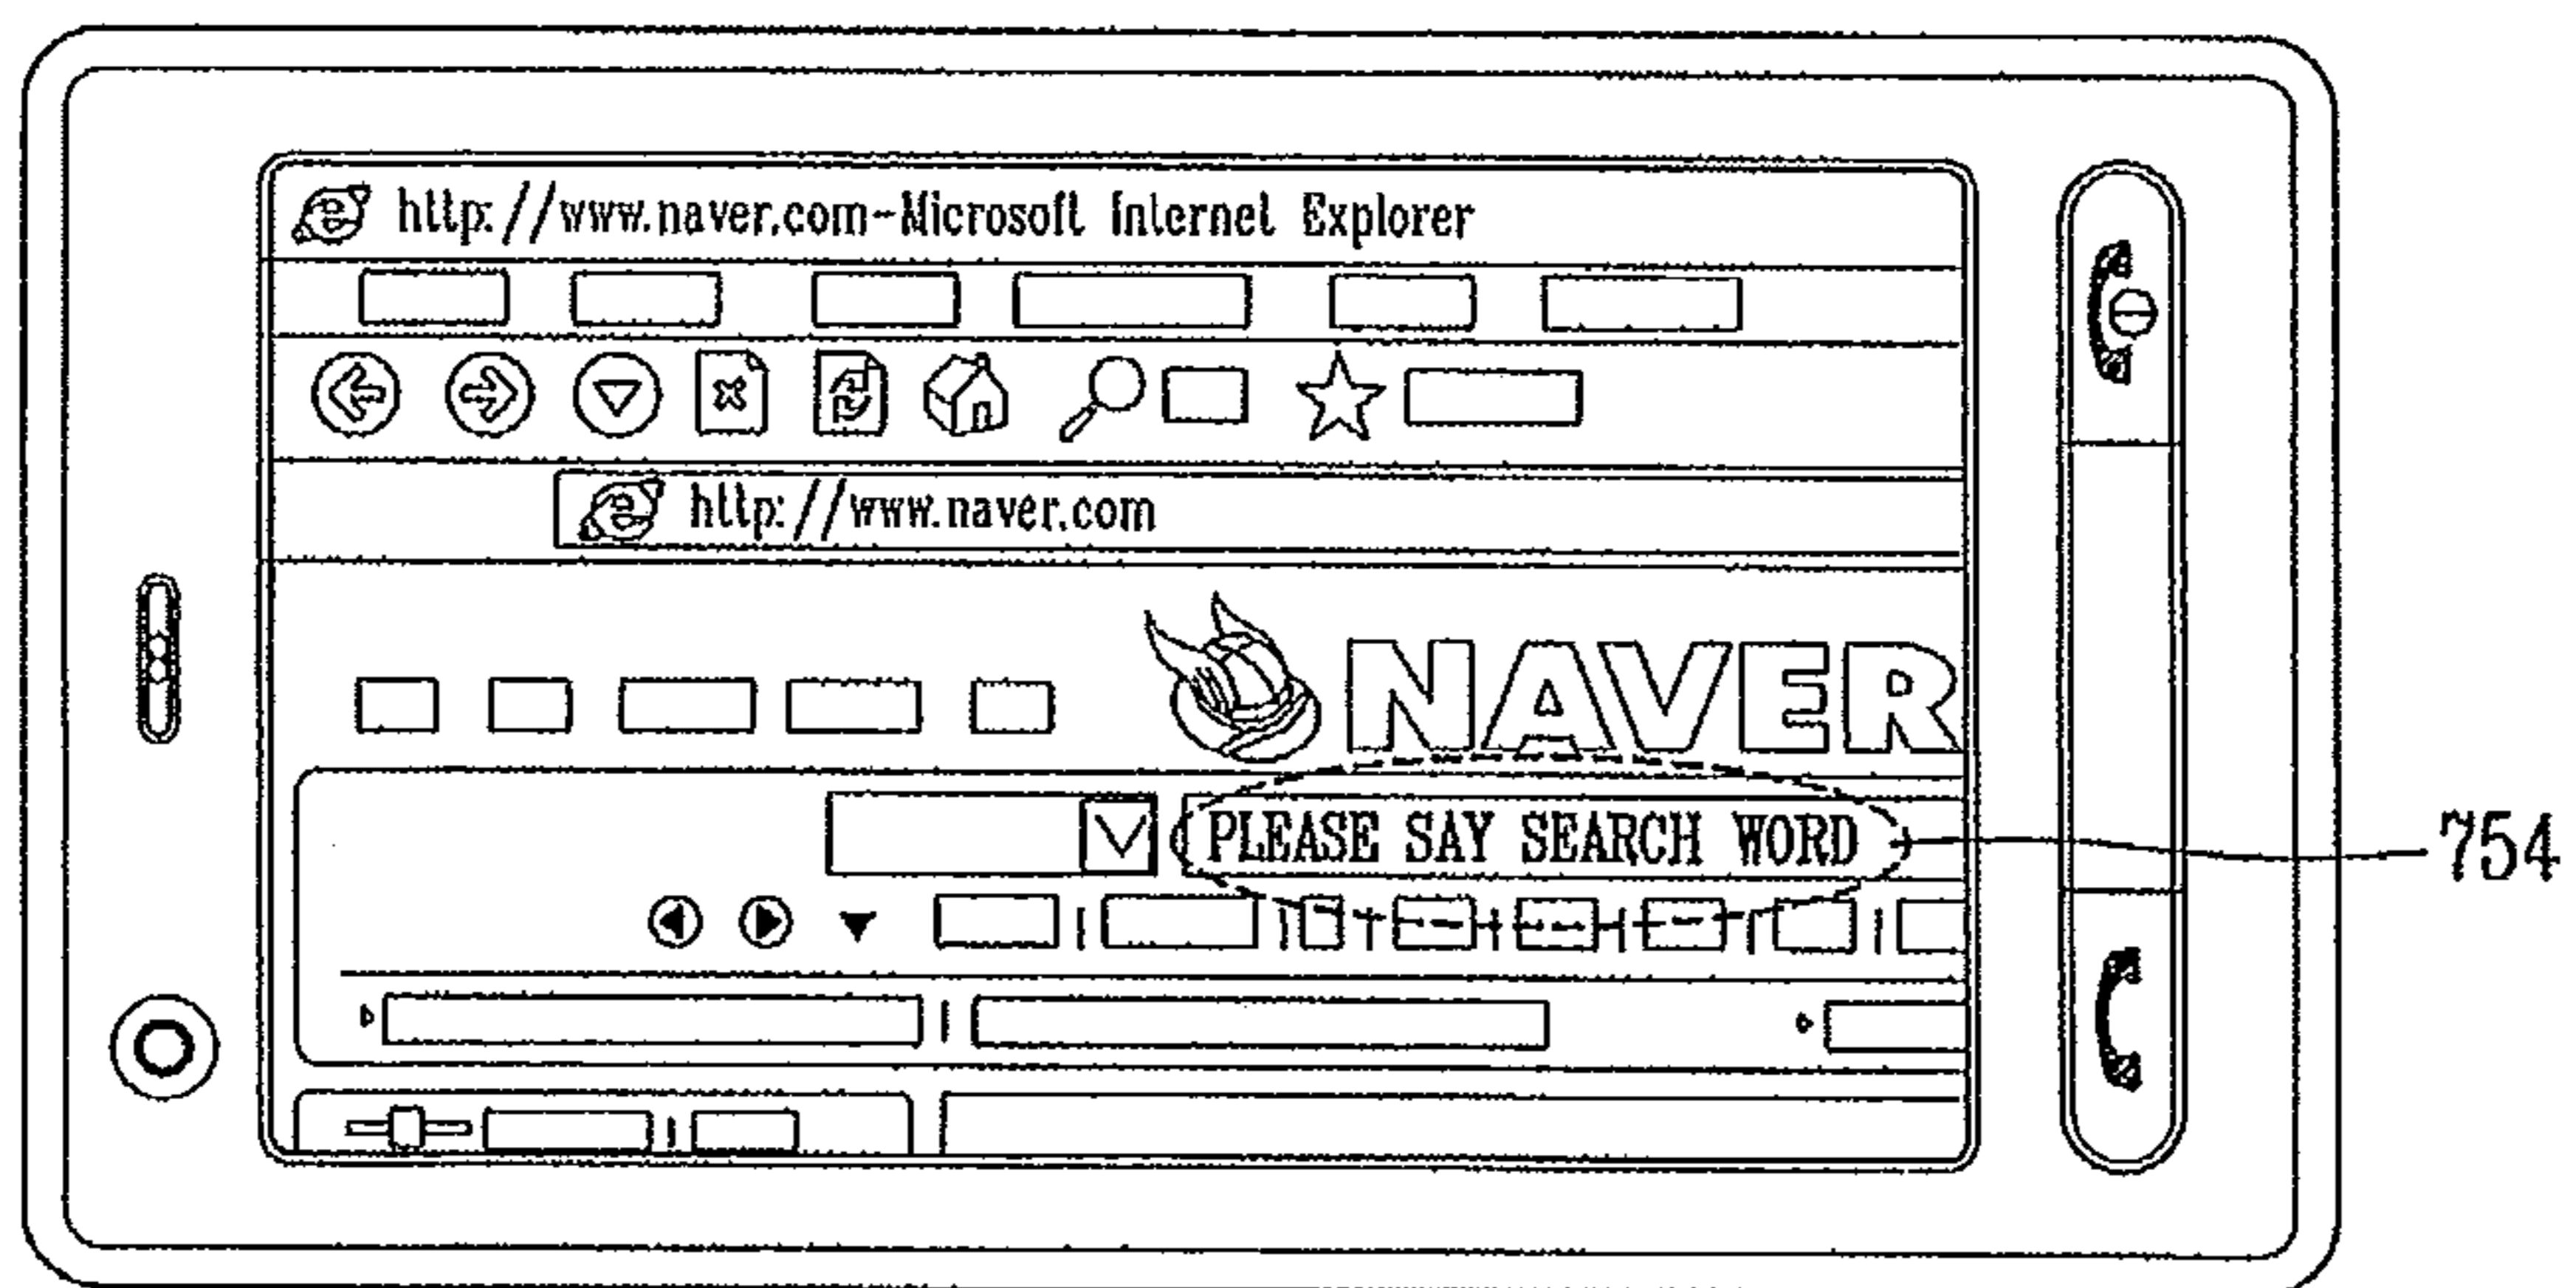 http://www.naver.com-Microsoft Internet Explorer
http://www.naver.com
NAVER
PLEASE SAY SEARCH WORD
754